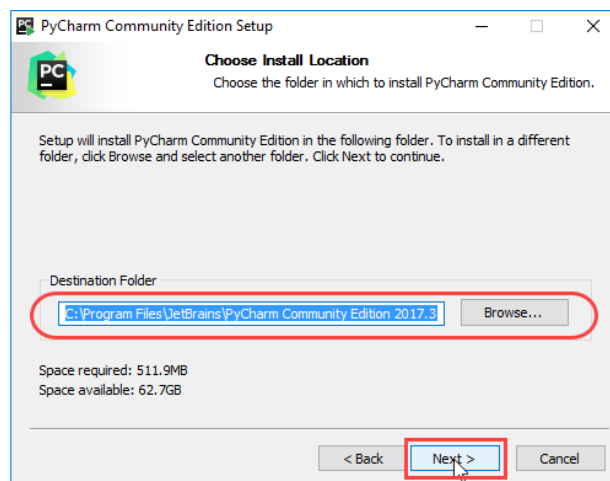 PyCharm Community Edition Setup
PC
Choose Install Location
Choose the folder in which to install PyCharm Community Edition.
Setup will install PyCharm Community Edition in the following folder. To install in a different
folder, click Browse and select another folder. Click Next to continue.
Destination Folder
C:\Program Files\JetBrains\PyCharm Community Edition 2017.3
Browse...
Space required: 511.9MB
Space available: 62.7GB
< Back
Next >
Cancel